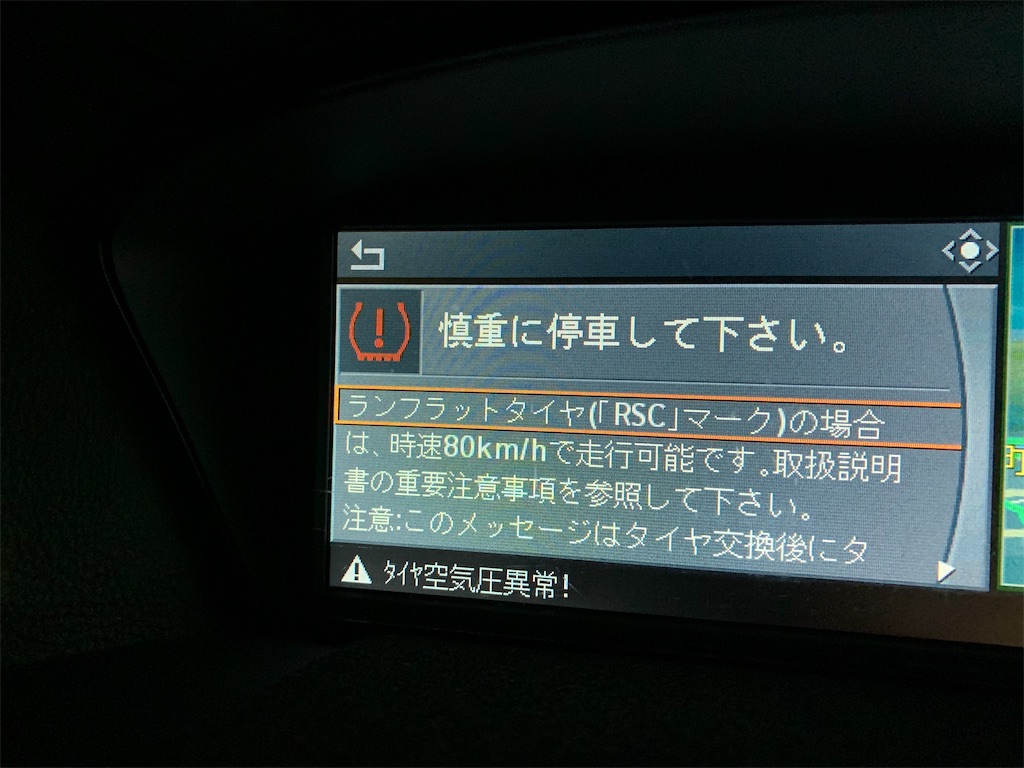 慎重に停車して下さい。
ランフラットタイヤ(「RSC」マーク)の場合
は、時速80km/hで走行可能です。取扱説明
書の重要注意事項を参照して下さい。
注意:このメッセージはタイヤ交換後にタ
ﾀｲﾔ空気圧異常!